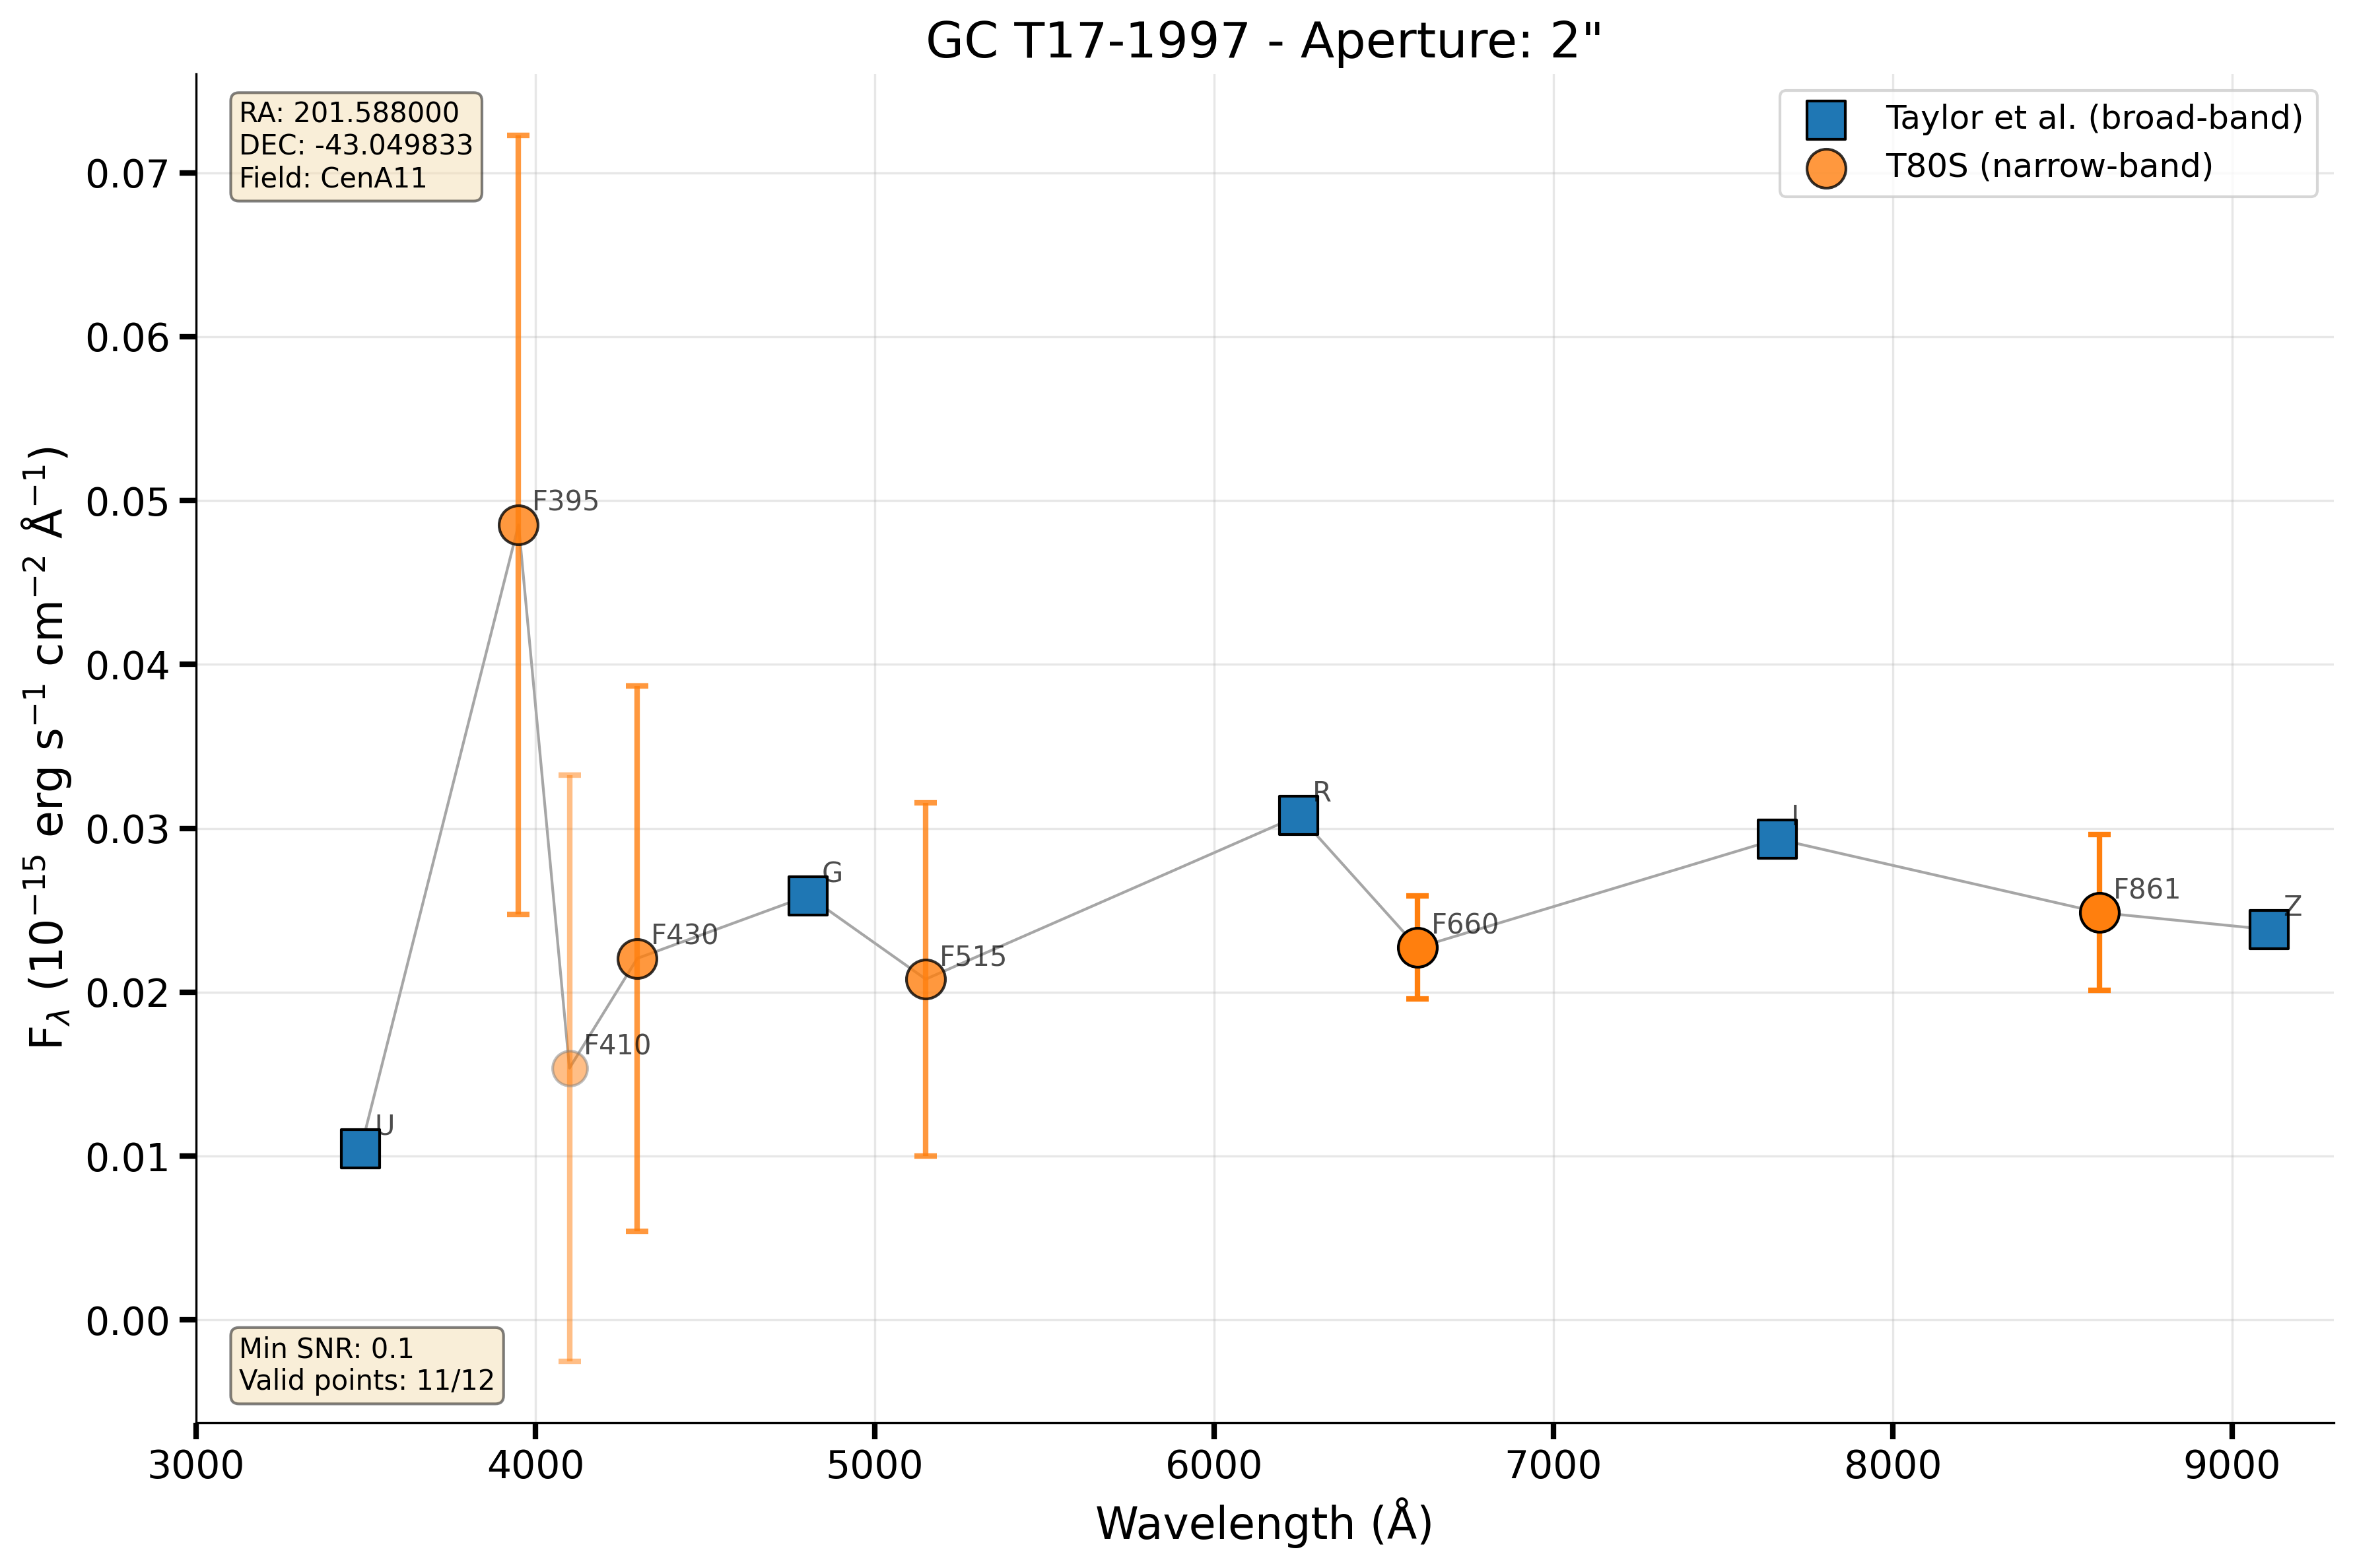 GC T17-1997 - Aperture: 2"
RA: 201.588000
DEC: -43.049833
Field: CenA11
Taylor et al. (broad-band)
T80S (narrow-band)
0.07
0.06
0.05
0.04
0.03
0.02
0.01
0.00
F395
F410
F430
F515
F660
F861
U
G
R
I
Z
Min SNR: 0.1
Valid points: 11/12
3000 4000 5000 6000 7000 8000 9000
Wavelength (Å)
Fλ (10⁻¹⁵ erg s⁻¹ cm⁻² Å⁻¹)